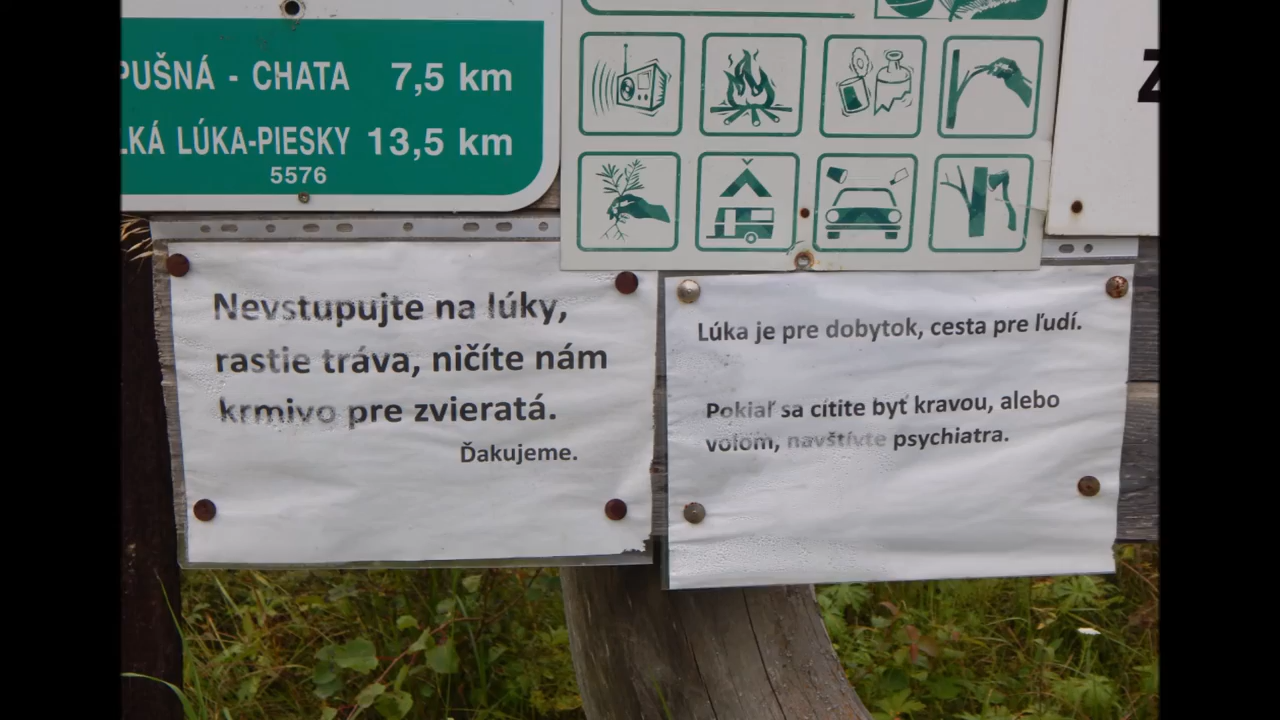 PUŠNÁ - CHATA 7,5 km
LKÁ LÚKA-PIESKY 13,5 km
5576
Z
Nevstupujte na lúky,
rastie tráva, ničíte nám
krmivo pre zvieratá.
Ďakujeme.
Lúka je pre dobytok, cesta pre ľudí.
Pokiaľ sa cítite byť kravou, alebo
volom, navštívte psychiatra.